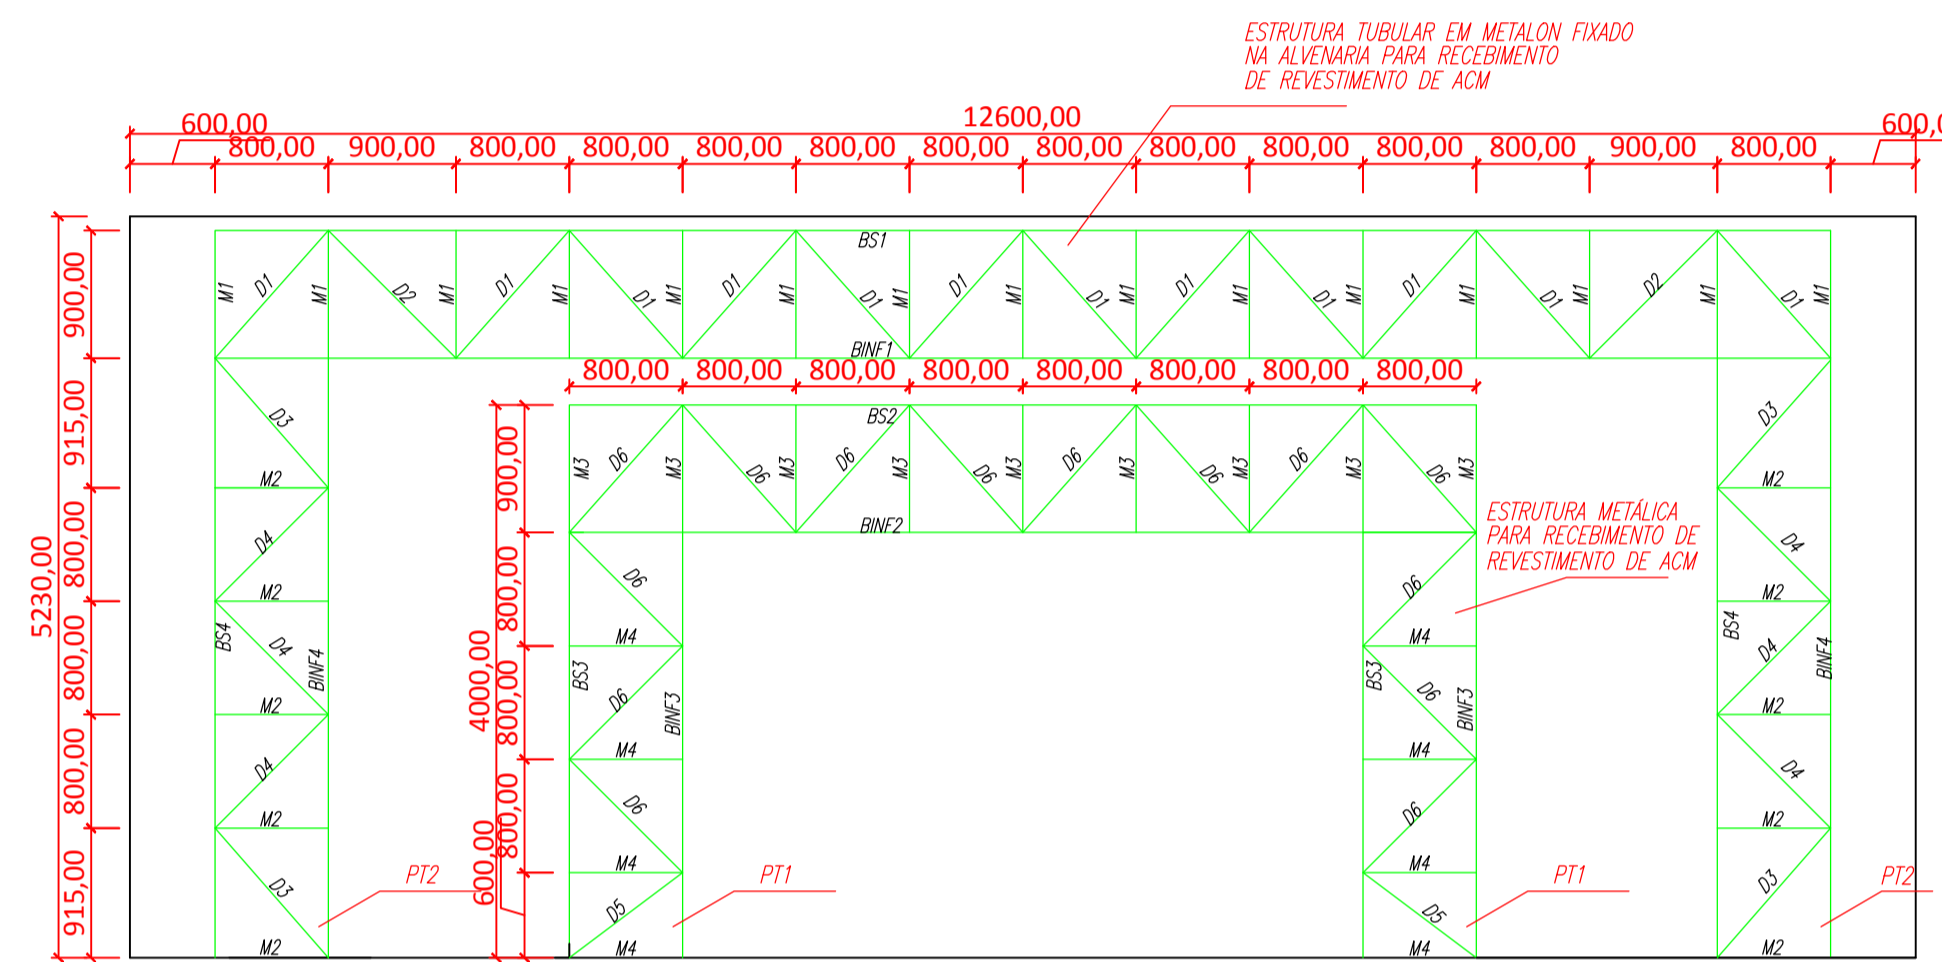 ESTRUTURA TUBULAR EM METALON FIXADO
NA ALVENARIA PARA RECEBIMENTO
DE REVESTIMENTO DE ACM
12600,00
600,00
800,00 900,00 800,00 800,00 800,00 800,00 800,00 800,00 800,00 800,00 800,00 800,00 900,00 800,00
600,0
BS1
M1 D1 M1 D2 M1 D1 M1 D1 M1 D1 M1 D1 M1 D1 M1 D1 M1 D1 M1 D1 M1 D1 M1 D1 M1 D2 M1 D1 M1
BINF1
5230,00
900,00
915,00
800,00
800,00
800,00
915,00
800,00 800,00 800,00 800,00 800,00 800,00 800,00 800,00
BS2
M3 D6 M3 D6 M3 D6 M3 D6 M3 D6 M3 D6 M3 D6 M3 D6 M3
BINF2
4000,00
900,00
800,00
800,00
800,00
600,00
ESTRUTURA METÁLICA
PARA RECEBIMENTO DE
REVESTIMENTO DE ACM
D3
M2
D4
M2
BS4
D4
BINF4
M2
D4
M2
D3
M2
PT2
D6
M4
BS3
D6
BINF3
M4
D6
M4
D5
M4
PT1
D6
M4
BS3
D6
BINF3
M4
D6
M4
D5
M4
PT1
D3
M2
D4
M2
BS4
D4
BINF4
M2
D4
M2
D3
M2
PT2